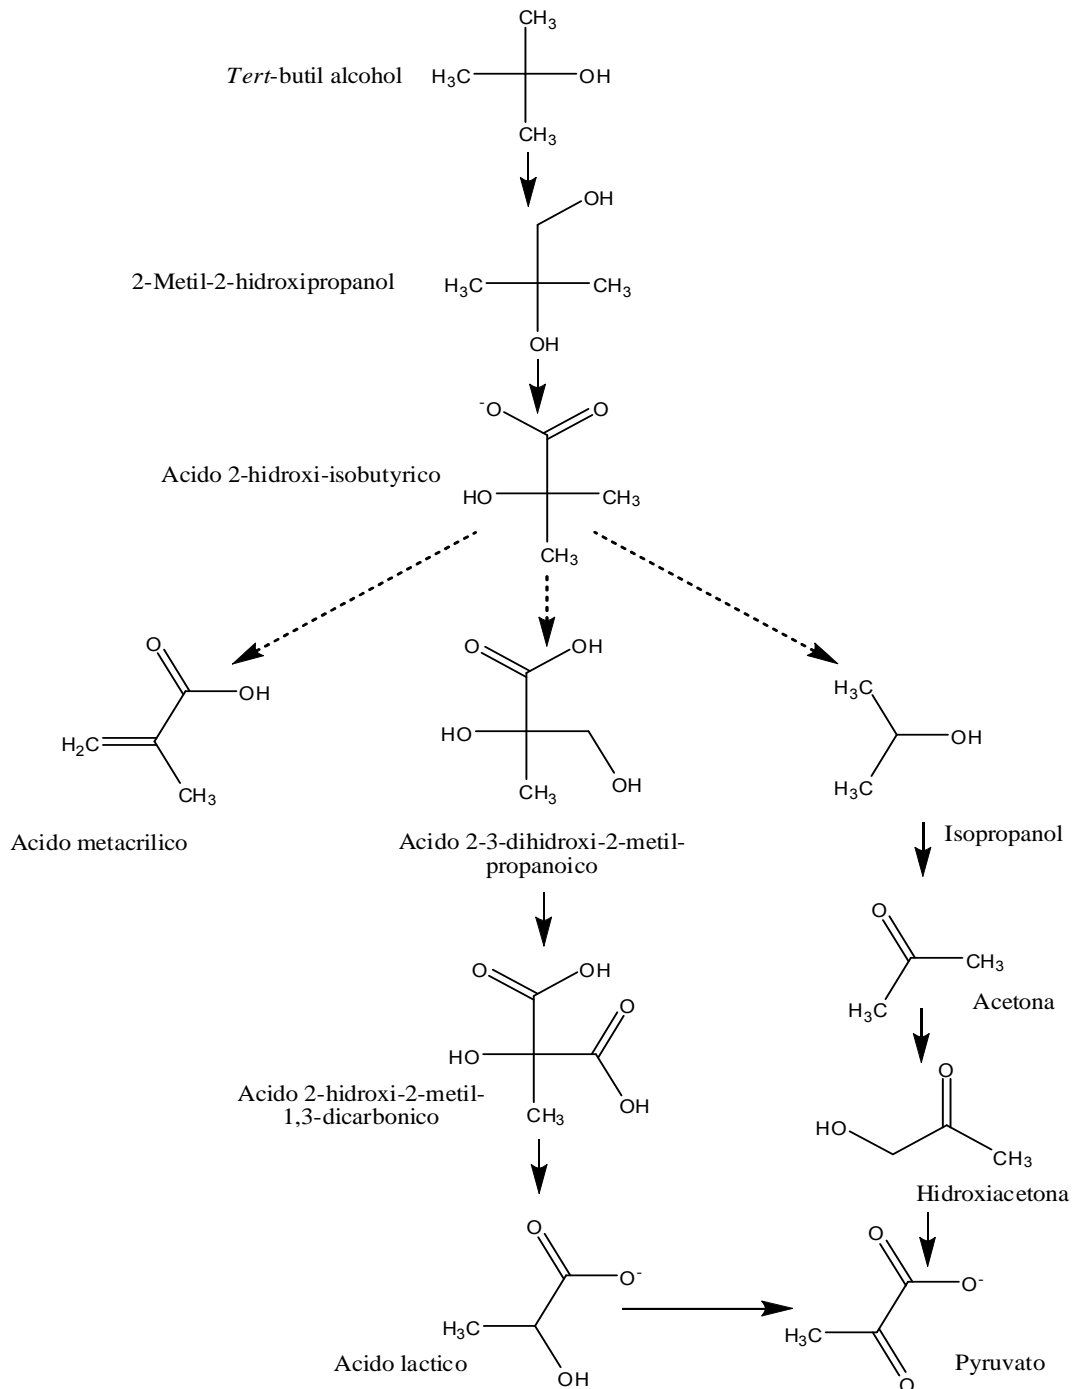 CH3
Tert-butil alcohol
H3C
OH
CH3
OH
2-Metil-2-hidroxipropanol
H3C
CH3
OH
-O
O
Acido 2-hidroxi-isobutyrico
HO
CH3
CH3
O
OH
H2C
CH3
Acido metacrilico
O
OH
HO
CH3
OH
Acido 2-3-dihidroxi-2-metil-
propanoico
H3C
OH
H3C
Isopropanol
O
OH
O
HO
CH3
OH
Acido 2-hidroxi-2-metil-
1,3-dicarbonico
O
CH3
H3C
Acetona
O
HO
CH3
Hidroxiacetona
O
O-
H3C
OH
Acido lactico
O
O-
H3C
O
Pyruvato